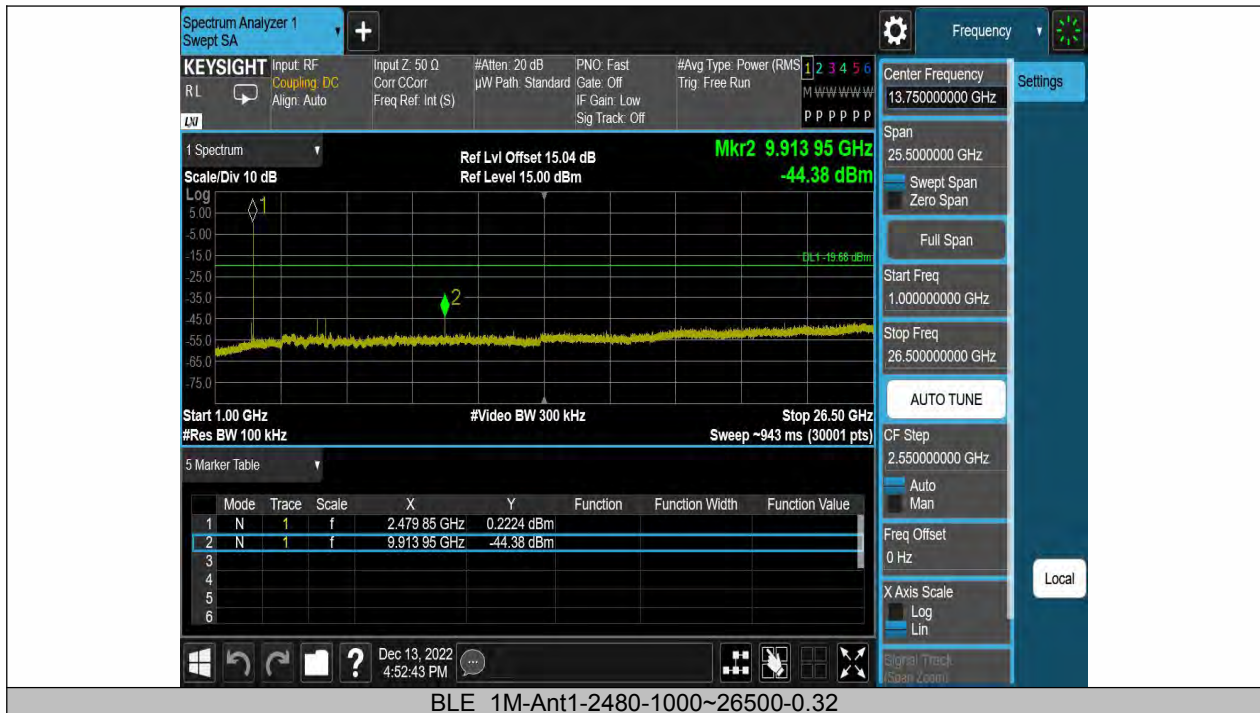 Spectrum Analyzer 1
Swept SA
+
Frequency
KEYSIGHT
RL
LXI
Input: RF
Coupling: DC
Align: Auto
Input Z: 50 Ω
Corr CCorr
Freq Ref: Int (S)
#Atten: 20 dB
µW Path: Standard
PNO: Fast
Gate: Off
IF Gain: Low
Sig Track: Off
#Avg Type: Power (RMS
Trig: Free Run
1 2 3 4 5 6
M W W W W W
P P P P P P
1 Spectrum
Scale/Div 10 dB
Ref Lvl Offset 15.04 dB
Ref Level 15.00 dBm
Mkr2 9.913 95 GHz
-44.38 dBm
Log
5.00
-5.00
-15.0
-25.0
-35.0
-45.0
-55.0
-65.0
-75.0
1
2
DL1 -19.68 dBm
Start 1.00 GHz
#Res BW 100 kHz
#Video BW 300 kHz
Stop 26.50 GHz
Sweep ~943 ms (30001 pts)
5 Marker Table
Mode Trace Scale X Y Function Function Width Function Value
1 N 1 f 2.479 85 GHz 0.2224 dBm
2 N 1 f 9.913 95 GHz -44.38 dBm
3
4
5
6
Dec 13, 2022
4:52:43 PM
?
Center Frequency
13.750000000 GHz
Settings
Span
25.5000000 GHz
Swept Span
Zero Span
Full Span
Start Freq
1.000000000 GHz
Stop Freq
26.500000000 GHz
AUTO TUNE
CF Step
2.550000000 GHz
Auto
Man
Freq Offset
0 Hz
X Axis Scale
Log
Lin
Signal Track
(Span Zoom)
Local
BLE_1M-Ant1-2480-1000~26500-0.32